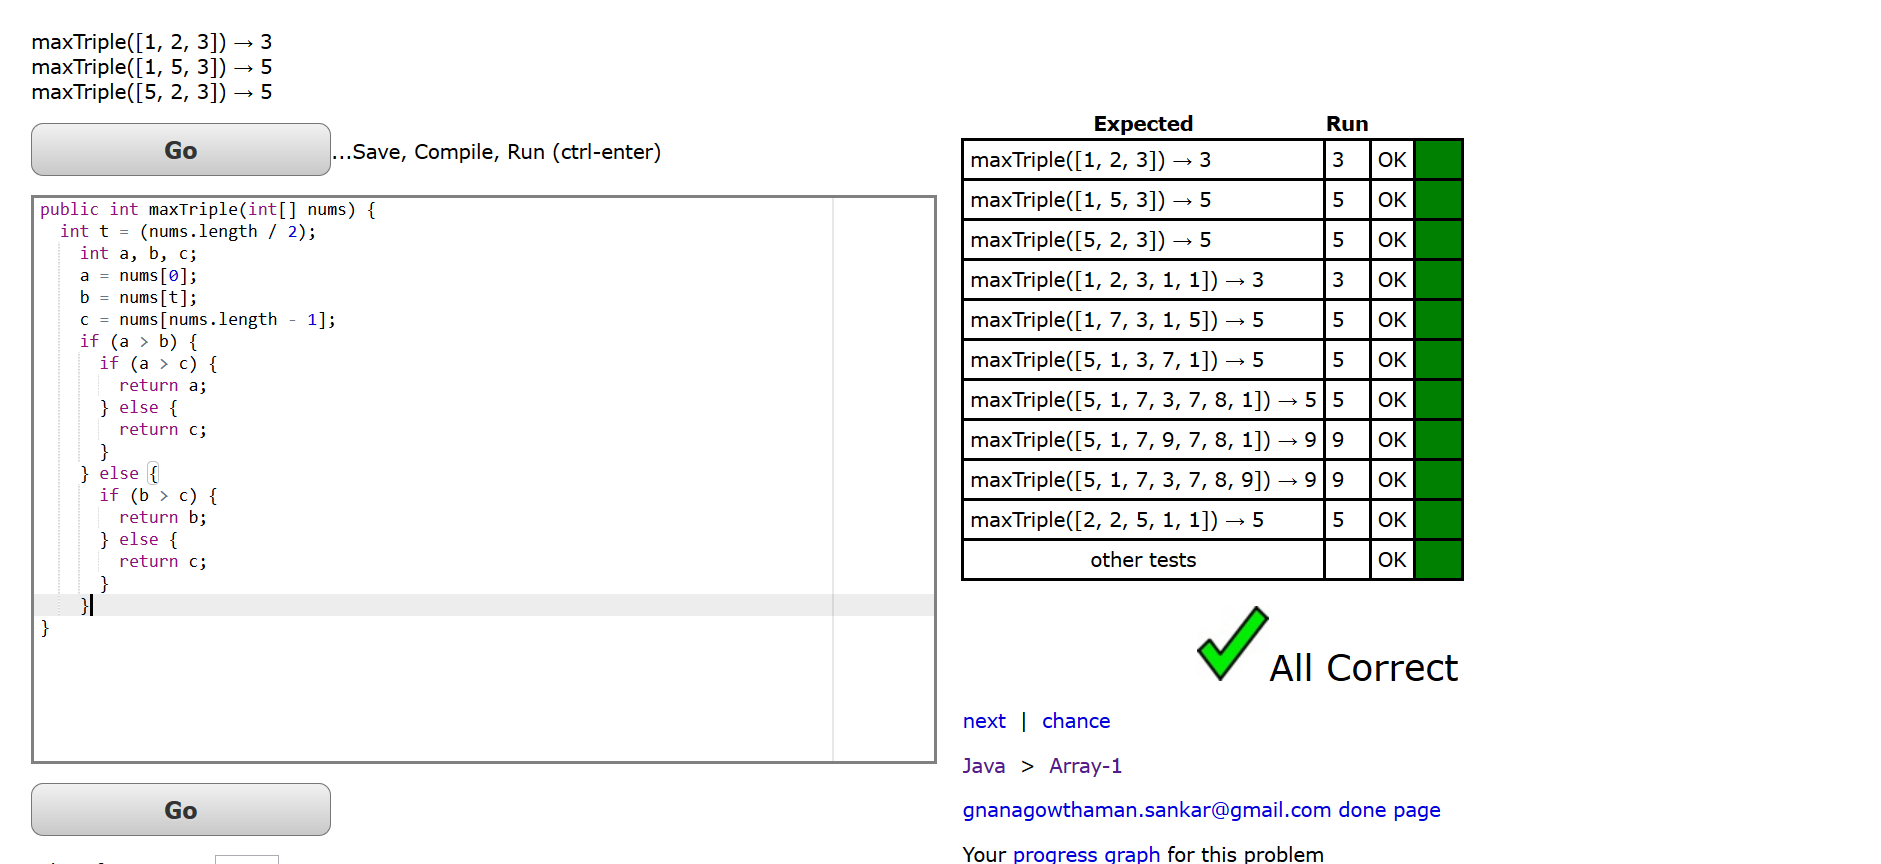 maxTriple([1, 2, 3]) → 3
maxTriple([1, 5, 3]) → 5
maxTriple([5, 2, 3]) → 5
Go
...Save, Compile, Run (ctrl-enter)
public int maxTriple(int[] nums) {
  int t = (nums.length / 2);
    int a, b, c;
    a = nums[0];
    b = nums[t];
    c = nums[nums.length - 1];
    if (a > b) {
      if (a > c) {
        return a;
      } else {
        return c;
      }
    } else {
      if (b > c) {
        return b;
      } else {
        return c;
      }
    }
}
Go
Expected Run
maxTriple([1, 2, 3]) → 3 3 OK
maxTriple([1, 5, 3]) → 5 5 OK
maxTriple([5, 2, 3]) → 5 5 OK
maxTriple([1, 2, 3, 1, 1]) → 3 3 OK
maxTriple([1, 7, 3, 1, 5]) → 5 5 OK
maxTriple([5, 1, 3, 7, 1]) → 5 5 OK
maxTriple([5, 1, 7, 3, 7, 8, 1]) → 5 5 OK
maxTriple([5, 1, 7, 9, 7, 8, 1]) → 9 9 OK
maxTriple([5, 1, 7, 3, 7, 8, 9]) → 9 9 OK
maxTriple([2, 2, 5, 1, 1]) → 5 5 OK
other tests OK
All Correct
next | chance
Java > Array-1
gnanagowthaman.sankar@gmail.com done page
Your progress graph for this problem